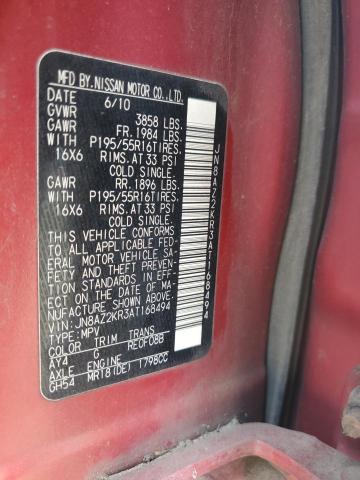 MFD BY. NISSAN MOTOR CO., LTD.
DATE 6/10
GVWR 3858 LBS.
GAWR FR. 1984 LBS.
WITH P195/55R16TIRES.
16X6 RIMS. AT 33 PSI
COLD SINGLE.
GAWR RR. 1896 LBS.
WITH P195/55R16TIRES.
16X6 RIMS. AT 33 PSI
COLD SINGLE.
THIS VEHICLE CONFORMS
TO ALL APPLICABLE FED-
ERAL MOTOR VEHICLE SAF-
ETY AND THEFT PREVEN-
TION STANDARDS IN EFFECT
ON THE DATE OF MA-
NUFACTURE SHOWN ABOVE.
VIN: JN8AZ2KR3AT168494
TYPE: MPV
COLOR TRIM TRANS
AY4 G RE0F08B
AXLE ENGINE
GH54 MR18(DE) 1798CC
JN8AZ2KR3AT168494